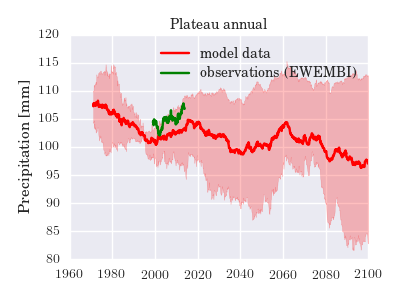 Plateau annual
Precipitation [mm]
120
115
110
105
100
95
90
85
80
model data
observations (EWEMBI)
1960 1980 2000 2020 2040 2060 2080 2100